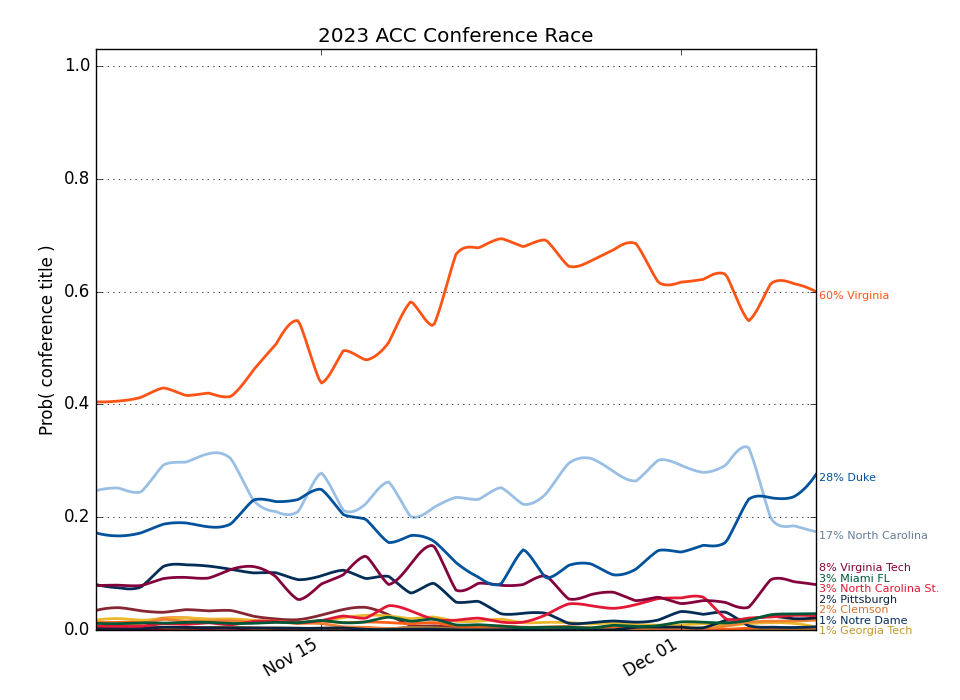 2023 ACC Conference Race
Prob( conference title )
1.0
0.8
0.6
0.4
0.2
0.0
Nov 15
Dec 01
60% Virginia
28% Duke
17% North Carolina
8% Virginia Tech
3% Miami FL
3% North Carolina St.
2% Pittsburgh
2% Clemson
1% Notre Dame
1% Georgia Tech